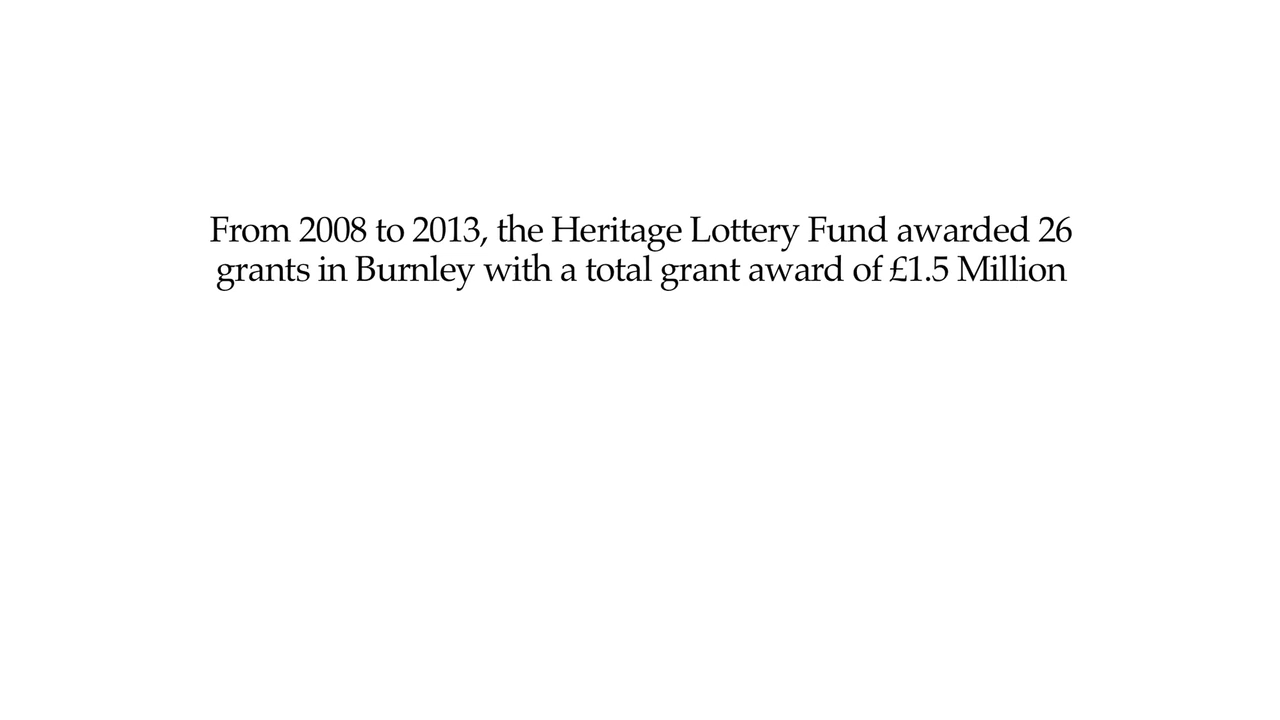 From 2008 to 2013, the Heritage Lottery Fund awarded 26
grants in Burnley with a total grant award of £1.5 Million